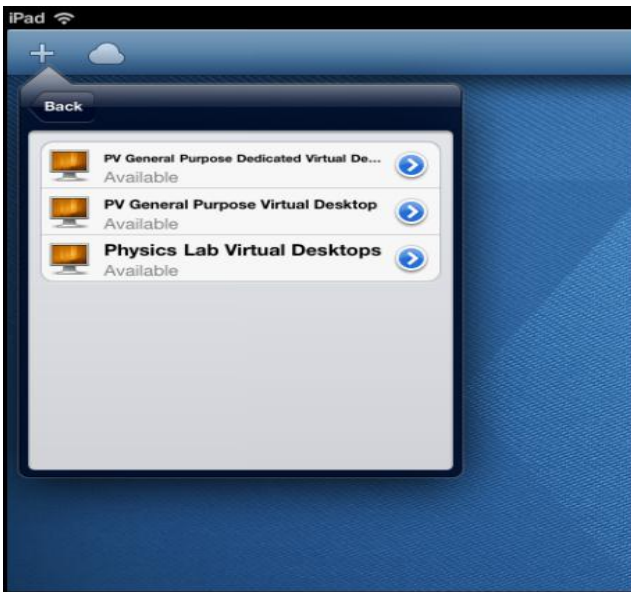 iPad
Back
PV General Purpose Dedicated Virtual De...
Available
PV General Purpose Virtual Desktop
Available
Physics Lab Virtual Desktops
Available